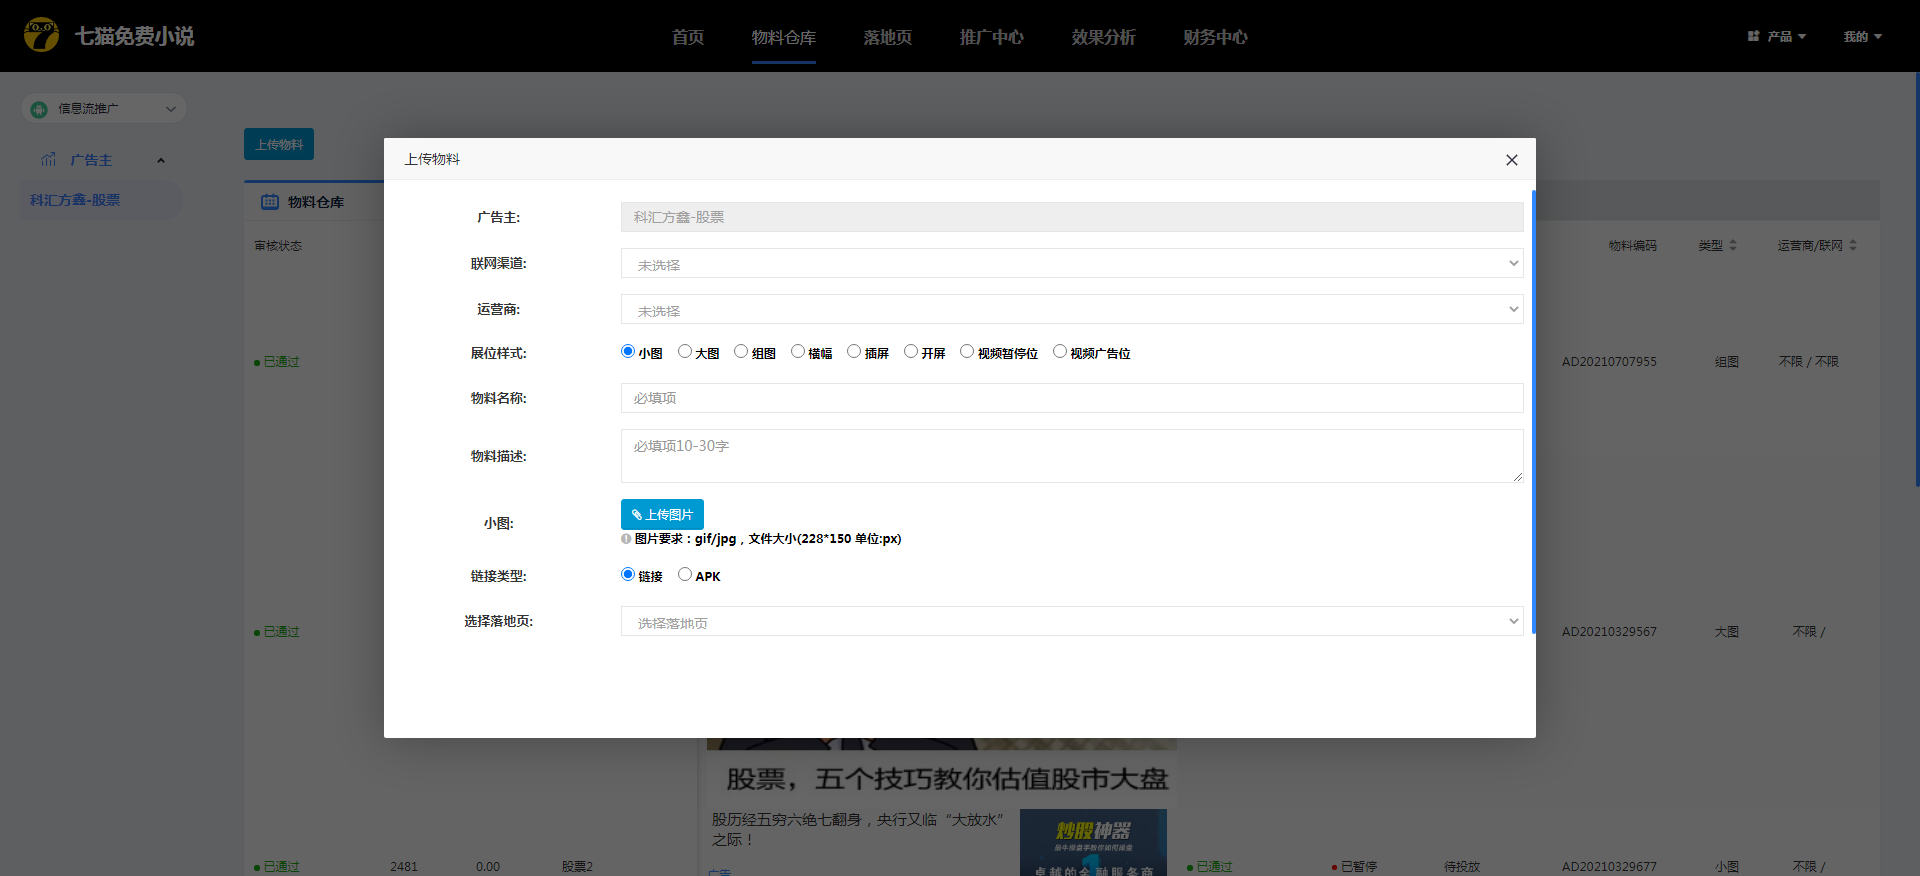 七猫免费小说
首页 物料仓库 落地页 推广中心 效果分析 财务中心
产品 我的
信息流推广
广告主
科汇方鑫-股票
上传物料
物料仓库
审核状态 物料编码 类型 运营商/联网
上传物料
广告主: 科汇方鑫-股票
联网渠道: 未选择
运营商: 未选择
展位样式: 小图 大图 组图 横幅 插屏 开屏 视频暂停位 视频广告位
物料名称: 必填项
物料描述: 必填项10-30字
小图: 上传图片
图片要求：gif/jpg，文件大小(228*150 单位:px)
链接类型: 链接 APK
选择落地页: 选择落地页
已通过 AD20210707955 组图 不限 / 不限
已通过 AD20210329567 大图 不限 /
股票，五个技巧教你估值股市大盘
股历经五穷六绝七翻身，央行又临“大放水”
之际！
广告
炒股神器
卓越的金融服务商
已通过 2481 0.00 股票2 已通过 已暂停 待投放 AD20210329677 小图 不限 /